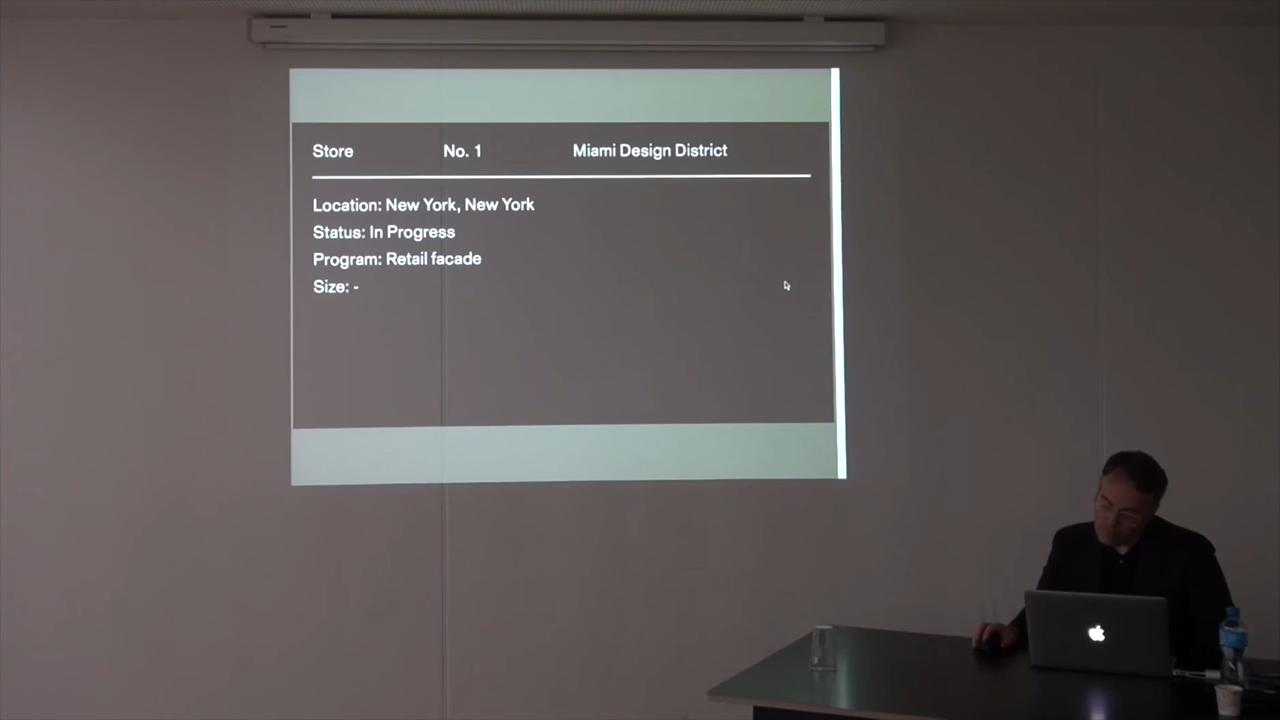 Store No. 1 Miami Design District
Location: New York, New York
Status: In Progress
Program: Retail facade
Size: -